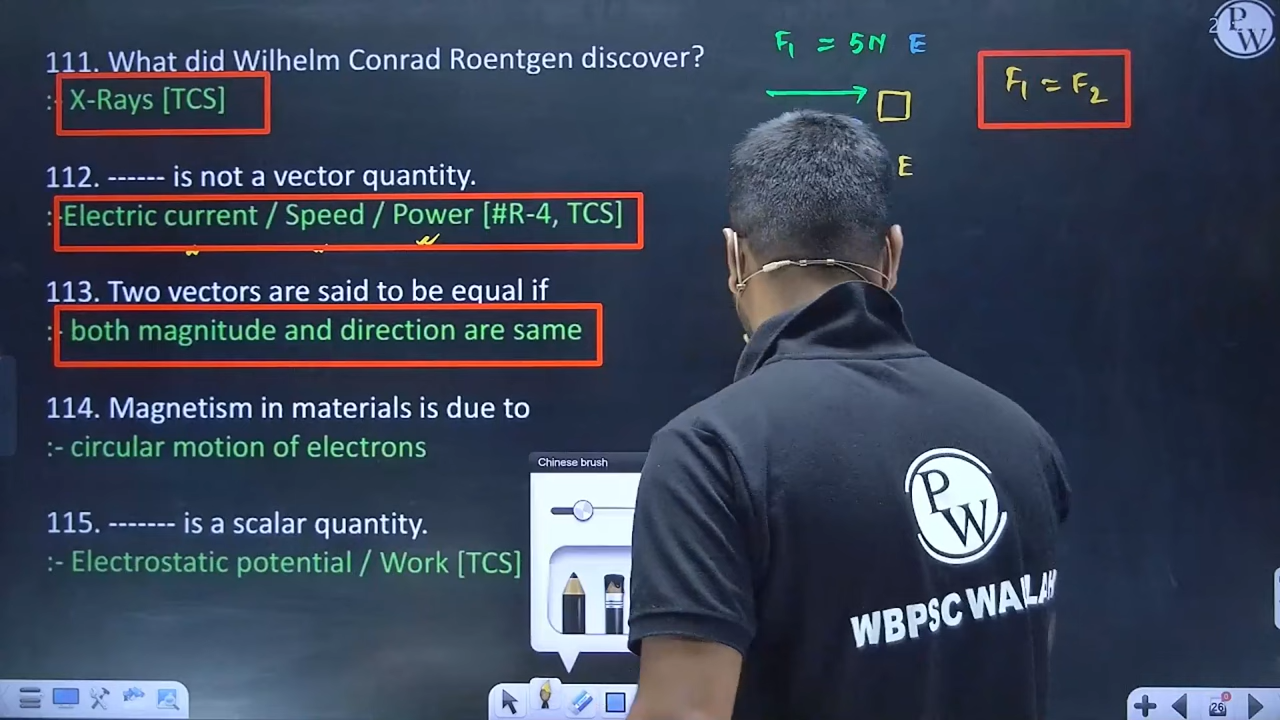 111. What did Wilhelm Conrad Roentgen discover?
:- X-Rays [TCS]
112. ------ is not a vector quantity.
:-Electric current / Speed / Power [#R-4, TCS]
113. Two vectors are said to be equal if
:- both magnitude and direction are same
114. Magnetism in materials is due to
:- circular motion of electrons
115. ------- is a scalar quantity.
:- Electrostatic potential / Work [TCS]
F₁ = 5N E
E
F₁ = F₂
PW
Chinese brush
PW
WBPSC WALLAH
26